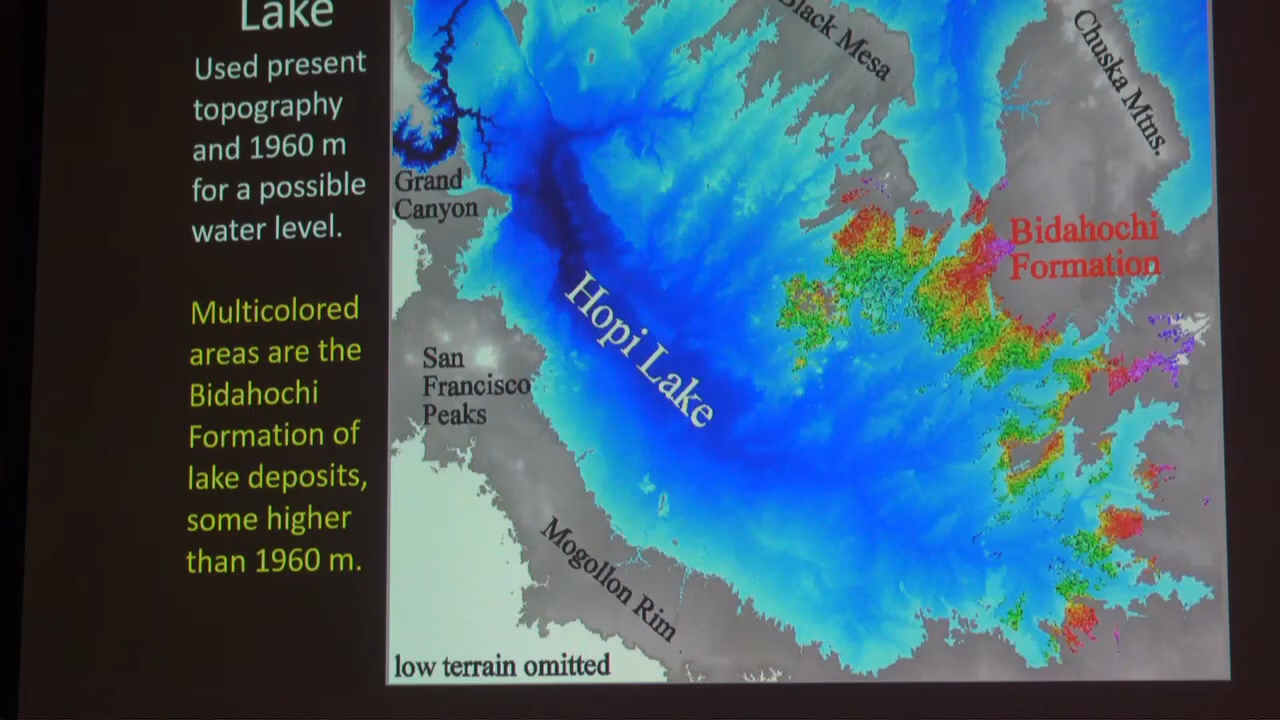 Lake
Used present
topography
and 1960 m
for a possible
water level.
Multicolored
areas are the
Bidahochi
Formation of
lake deposits,
some higher
than 1960 m.
Black Mesa
Chuska Mtns.
Grand
Canyon
Bidahochi
Formation
Hopi Lake
San
Francisco
Peaks
Mogollon Rim
low terrain omitted